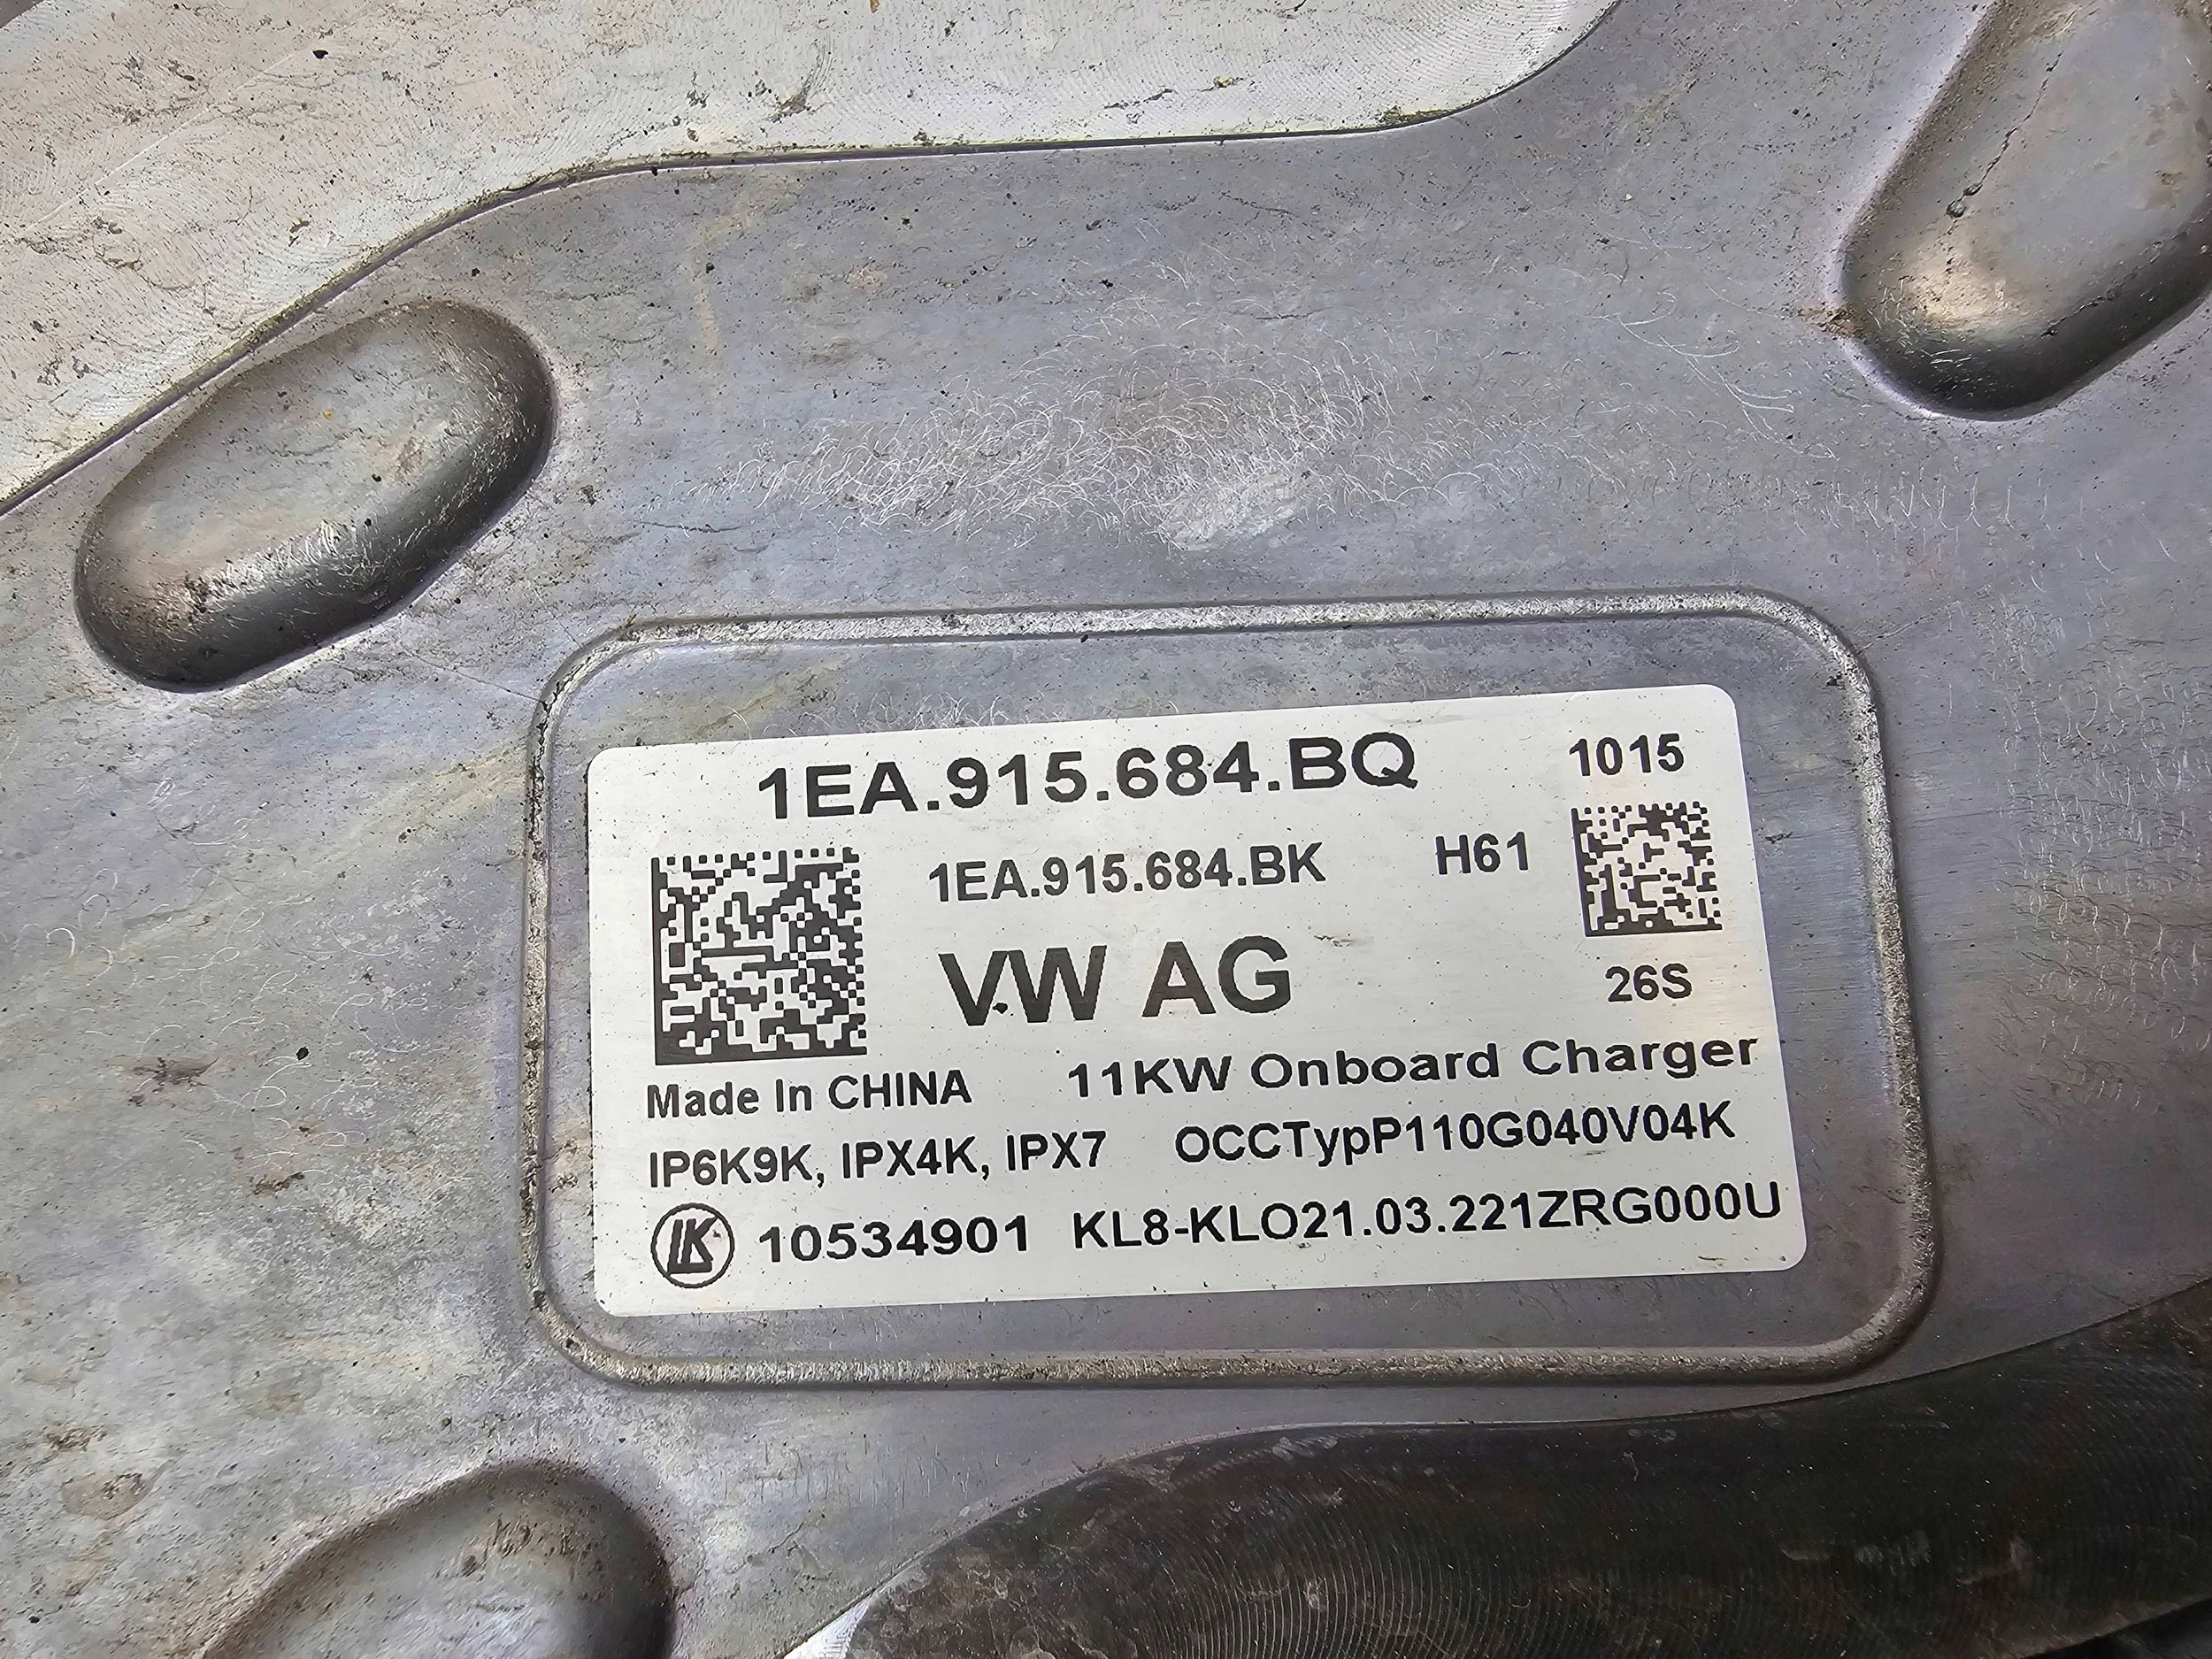 1EA.915.684.BQ
1015
1EA.915.684.BK
H61
VW AG
26S
Made In CHINA
11KW Onboard Charger
IP6K9K, IPX4K, IPX7
OCCTypP110G040V04K
LK 10534901
KL8-KLO21.03.221ZRG000U